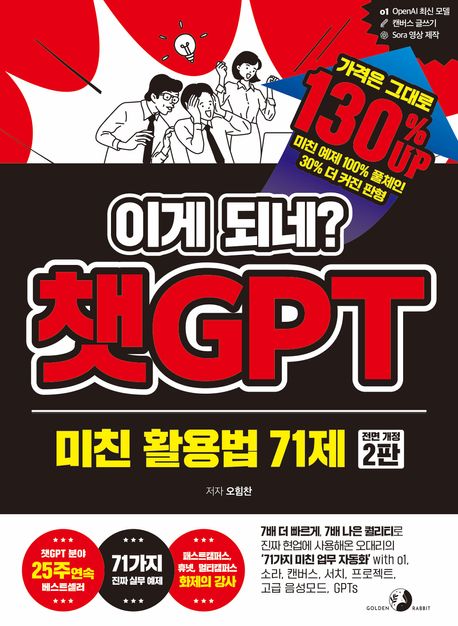 o1 OpenAI 최신 모델
캔버스 글쓰기
Sora 영상 제작
가격은 그대로
130% UP
미친 예제 100% 풀체인
30% 더 커진 판형
이게 되네?
챗GPT
미친 활용법 71제
전면 개정
2판
저자 오힘찬
챗GPT 분야
25주연속
베스트셀러
71가지
진짜 실무 예제
패스트캠퍼스,
휴넷, 멀티캠퍼스
화제의 강사
7배 더 빠르게, 7배 나은 퀄리티로
진짜 현업에 사용해온 오대리의
'71가지 미친 업무 자동화' with o1,
소라, 캔버스, 서치, 프로젝트,
고급 음성모드, GPTs
GOLDEN RABBIT